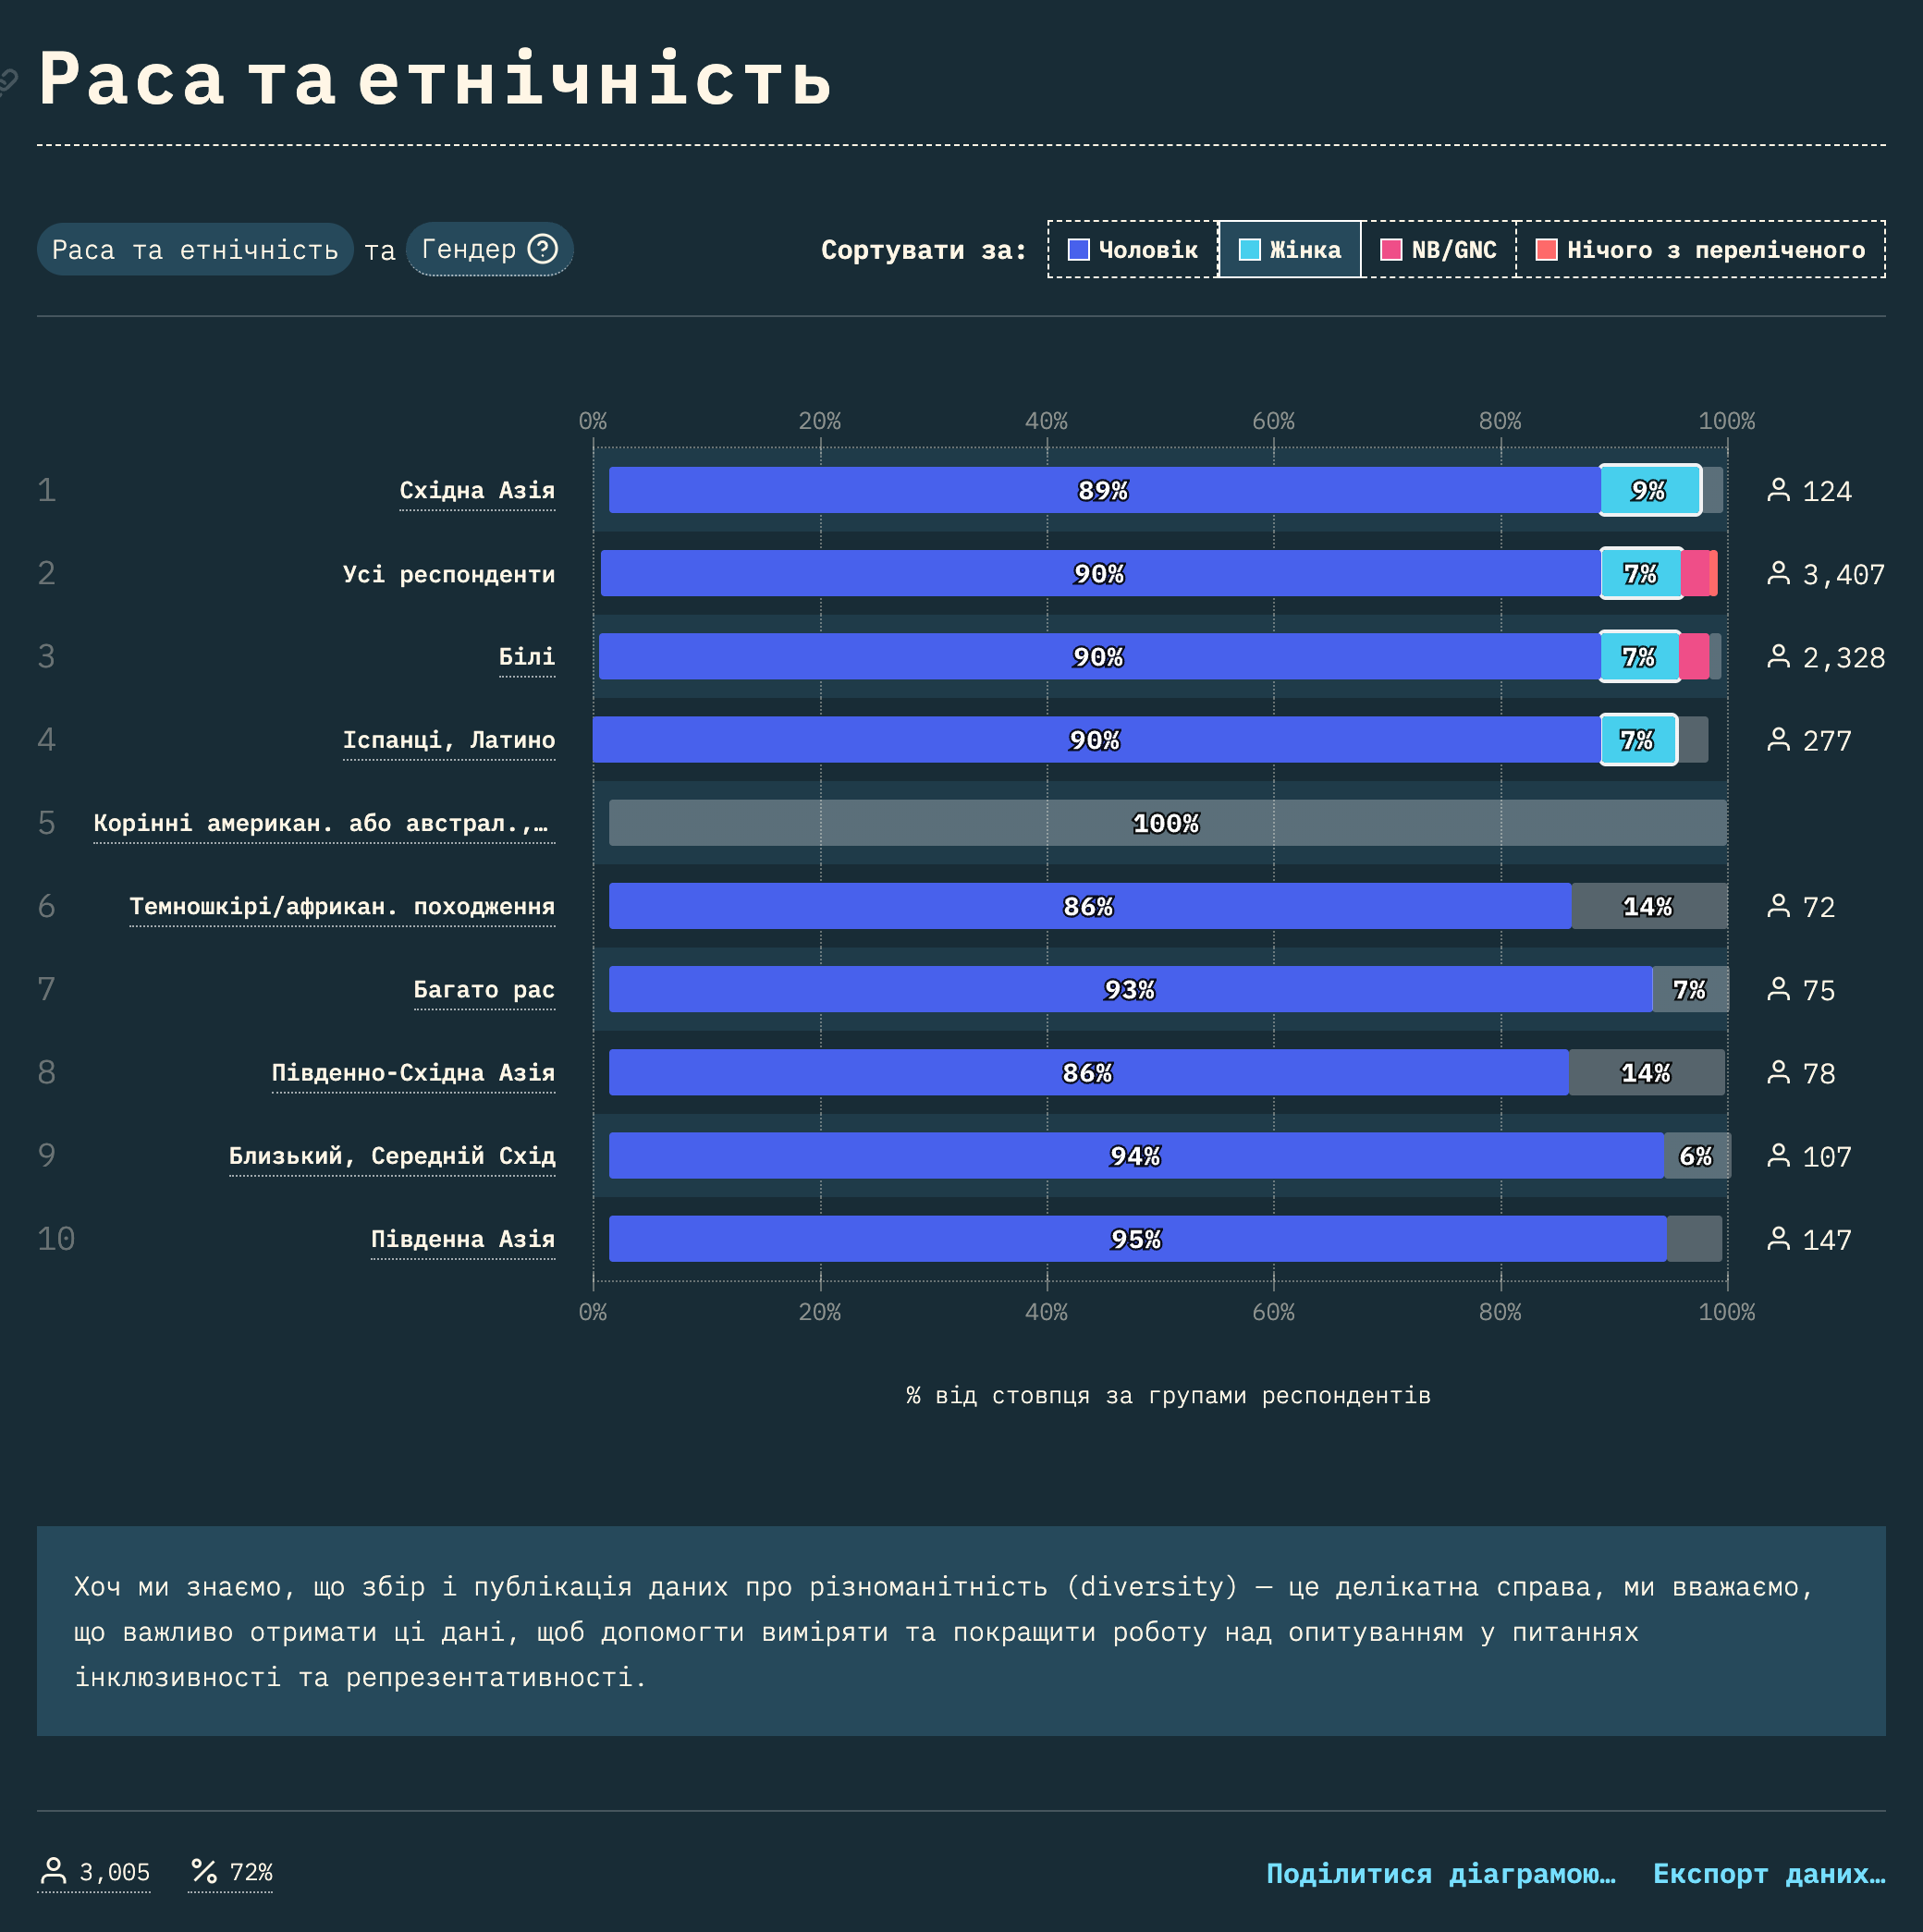 Раса та етнічність
Раса та етнічність та Гендер ?
Сортувати за: Чоловік Жінка NB/GNC Нічого з переліченого
0% 20% 40% 60% 80% 100%
1 Східна Азія 89% 9% 124
2 Усі респонденти 90% 7% 3,407
3 Білі 90% 7% 2,328
4 Іспанці, Латино 90% 7% 277
5 Корінні американ. або австрал.,… 100%
6 Темношкірі/африкан. походження 86% 14% 72
7 Багато рас 93% 7% 75
8 Південно-Східна Азія 86% 14% 78
9 Близький, Середній Схід 94% 6% 107
10 Південна Азія 95% 147
0% 20% 40% 60% 80% 100%
% від стовпця за групами респондентів
Хоч ми знаємо, що збір і публікація даних про різноманітність (diversity) — це делікатна справа, ми вважаємо,
що важливо отримати ці дані, щоб допомогти виміряти та покращити роботу над опитуванням у питаннях
інклюзивності та репрезентативності.
3,005 % 72% Поділитися діаграмою… Експорт даних…